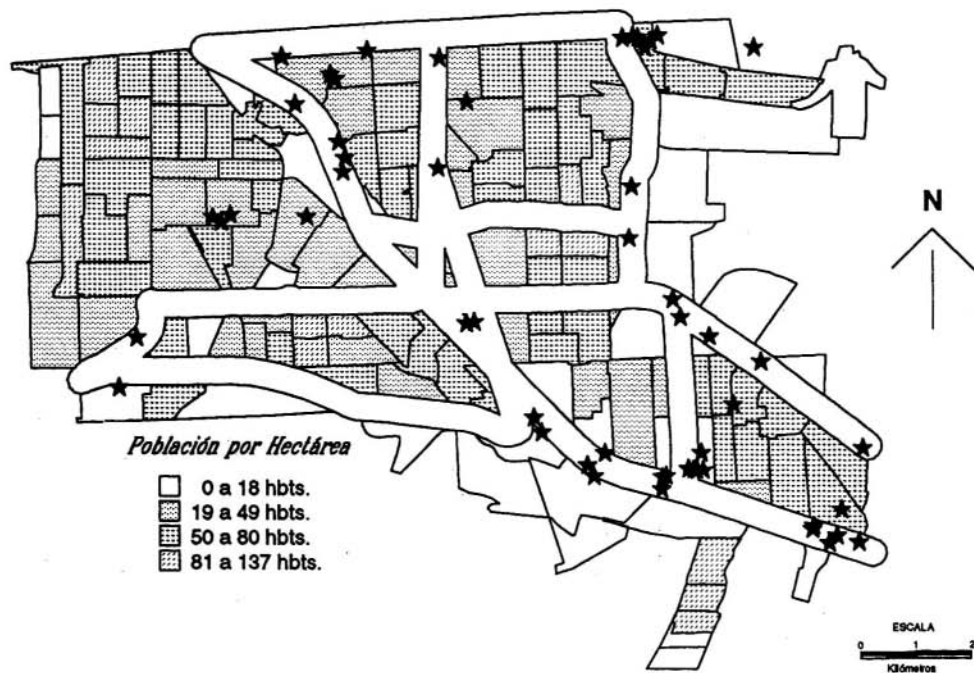 N
Población por Hectárea
0 a 18 hbts.
19 a 49 hbts.
50 a 80 hbts.
81 a 137 hbts.
ESCALA
0 1 2
Kilómetros